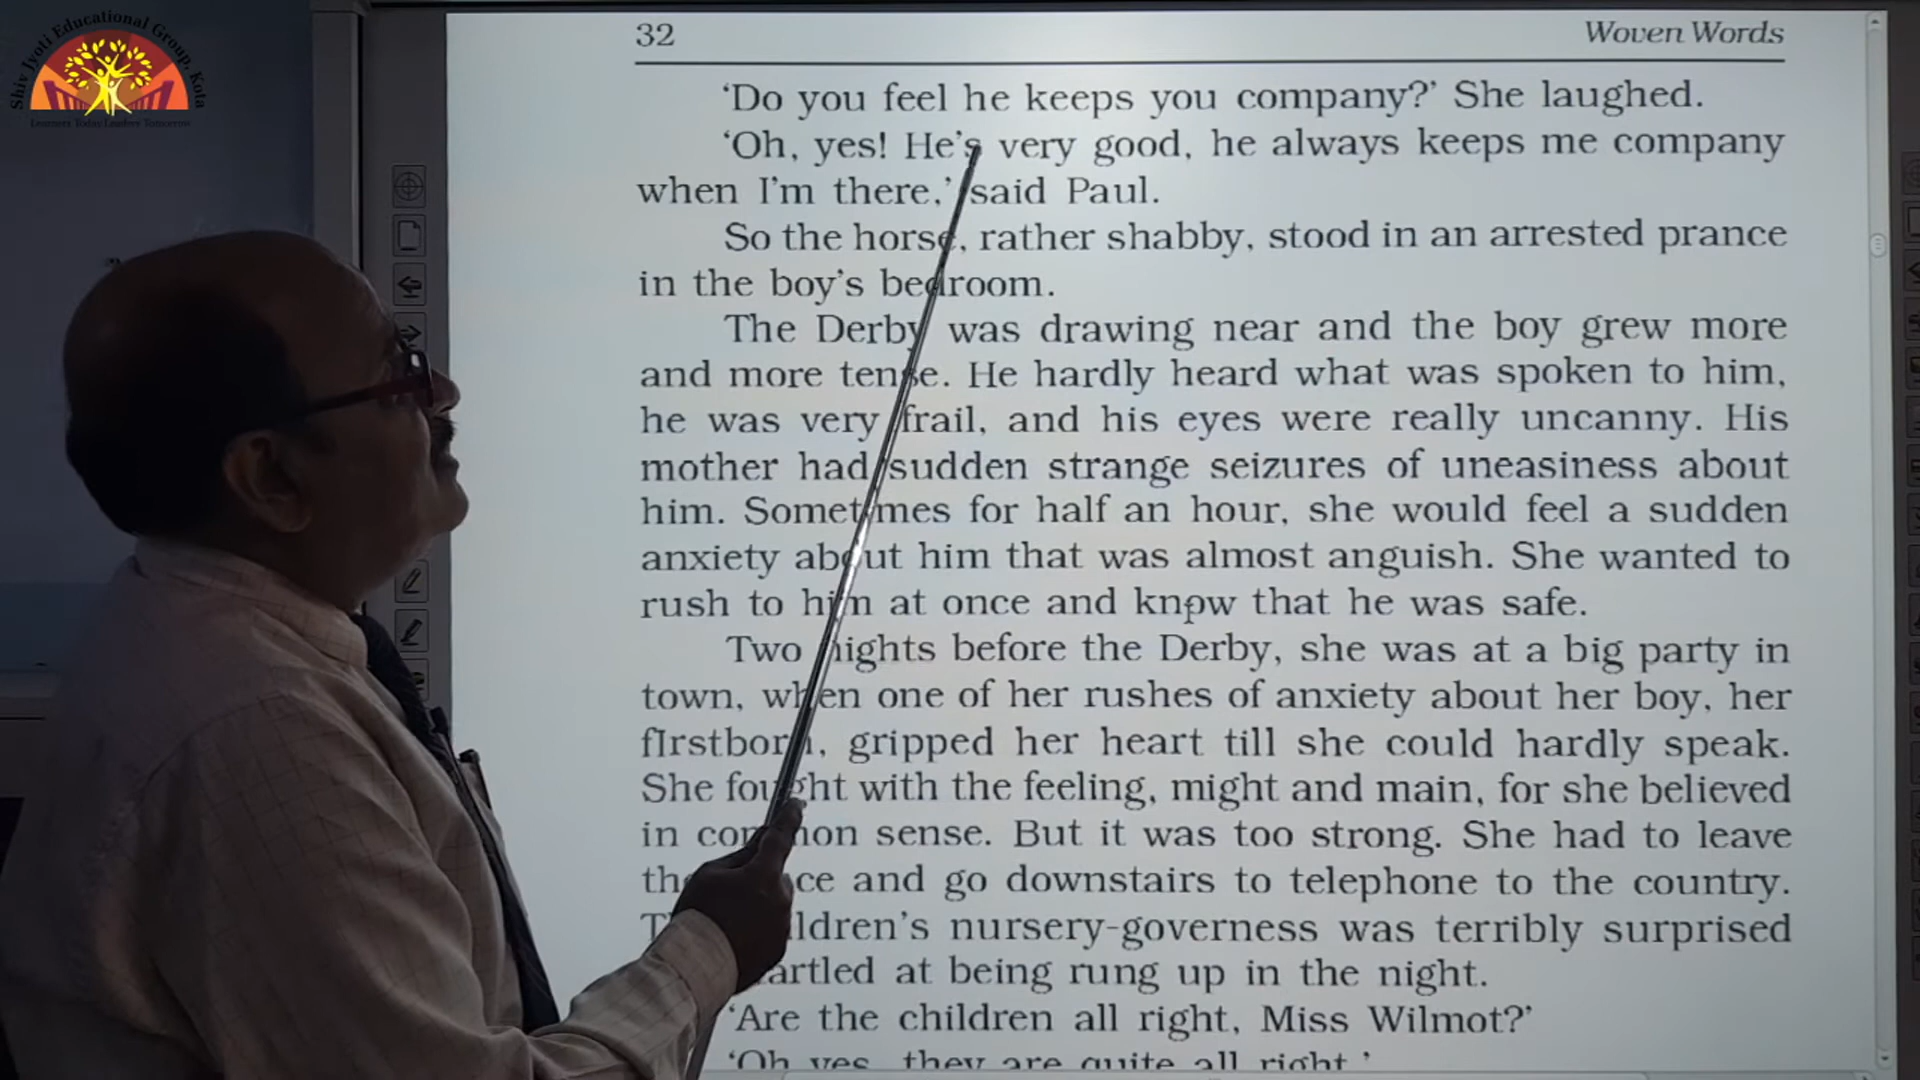 Shiv Jyoti Educational Group, Kota
Learners Today Leaders Tomorrow
32 Woven Words
‘Do you feel he keeps you company?’ She laughed.
‘Oh, yes! He’s very good, he always keeps me company
when I’m there,’ said Paul.
So the horse, rather shabby, stood in an arrested prance
in the boy’s bedroom.
The Derby was drawing near and the boy grew more
and more tense. He hardly heard what was spoken to him,
he was very frail, and his eyes were really uncanny. His
mother had sudden strange seizures of uneasiness about
him. Sometimes for half an hour, she would feel a sudden
anxiety about him that was almost anguish. She wanted to
rush to him at once and know that he was safe.
Two nights before the Derby, she was at a big party in
town, when one of her rushes of anxiety about her boy, her
fIrstborn, gripped her heart till she could hardly speak.
She fought with the feeling, might and main, for she believed
in common sense. But it was too strong. She had to leave
the and go downstairs to telephone to the country.
nursery-governess was terribly surprised
at being rung up in the night.
‘Are the children all right, Miss Wilmot?’
‘Oh yes, they are quite all right.’